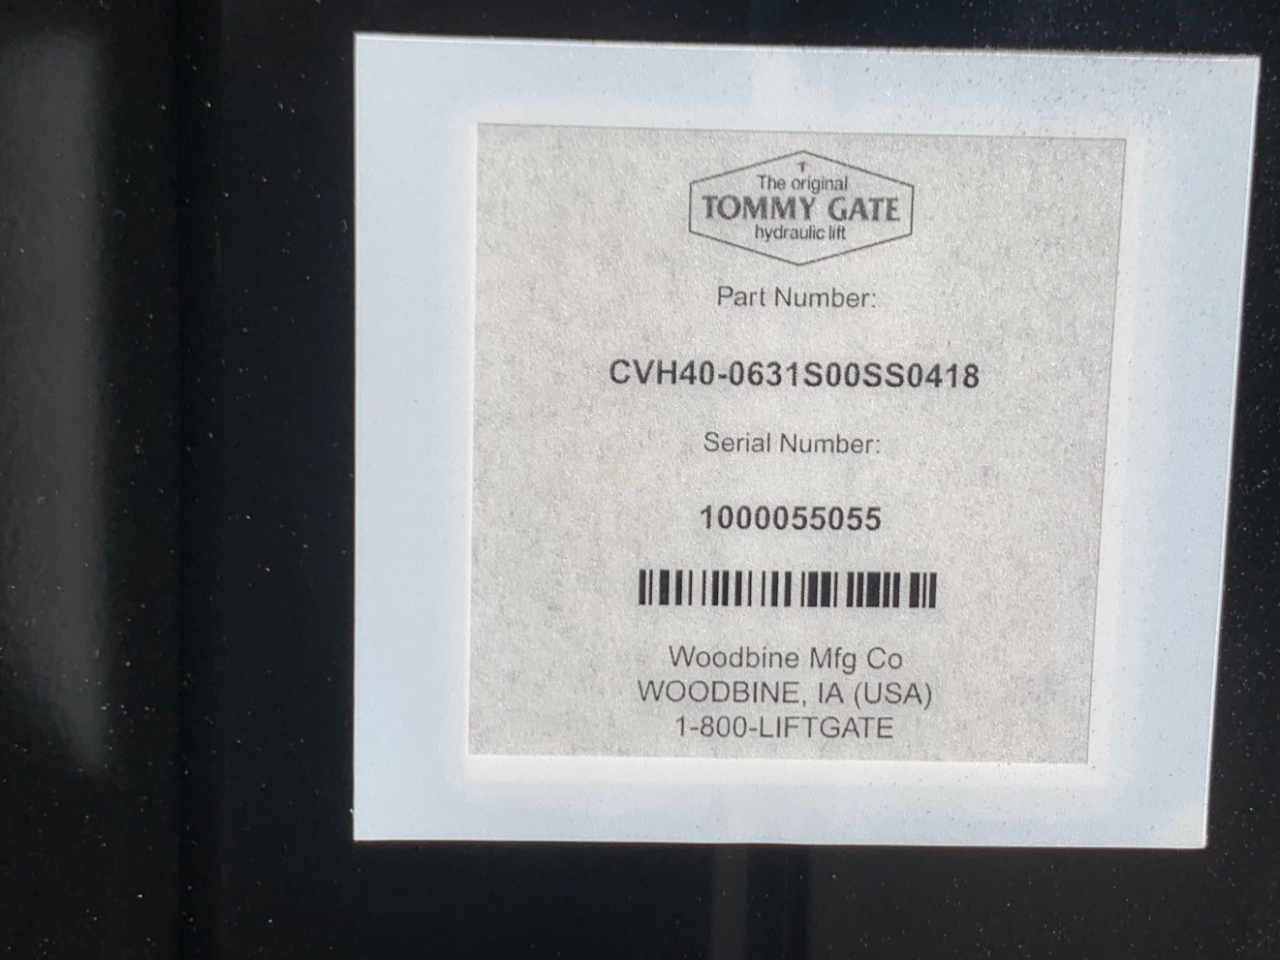 The original
TOMMY GATE
hydraulic lift
Part Number:
CVH40-0631S00SS0418
Serial Number:
1000055055
Woodbine Mfg Co
WOODBINE, IA (USA)
1-800-LIFTGATE